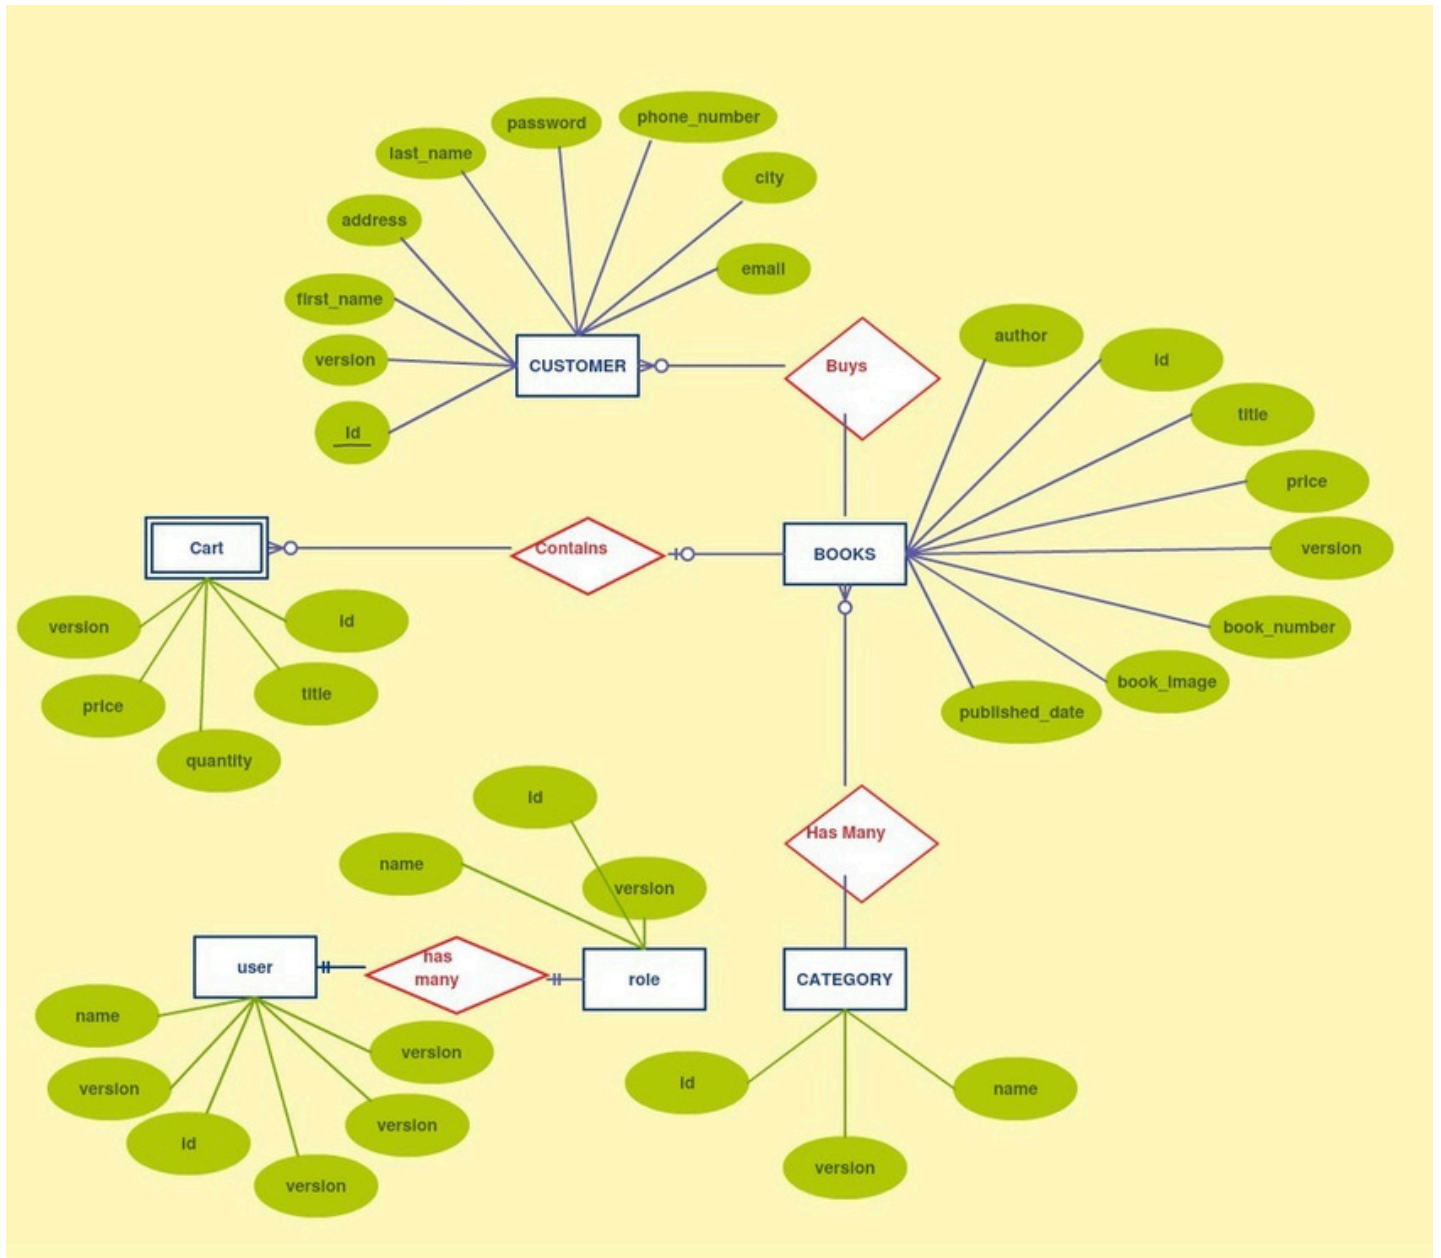 phone_number
password
last_name
city
address
email
first_name
version
id
CUSTOMER
Buys
author
id
title
price
version
book_number
book_image
published_date
BOOKS
Contains
Cart
version
id
price
title
quantity
Has Many
id
name
version
user
has
many
role
CATEGORY
name
version
id
version
version
version
id
name
version